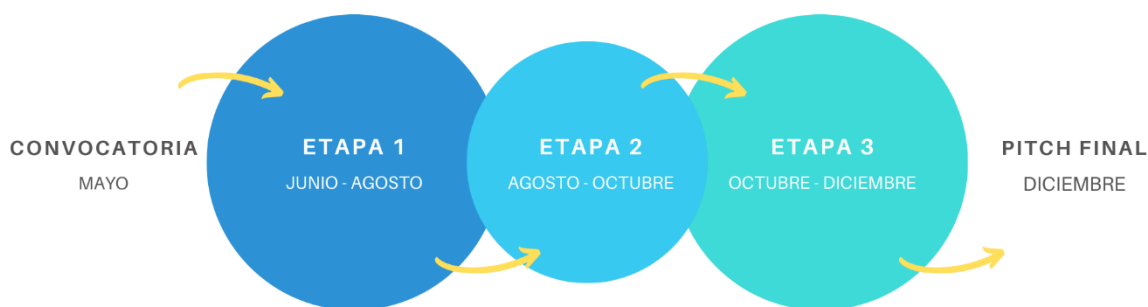 CONVOCATORIA
MAYO
ETAPA 1
JUNIO - AGOSTO
ETAPA 2
AGOSTO - OCTUBRE
ETAPA 3
OCTUBRE - DICIEMBRE
PITCH FINAL
DICIEMBRE